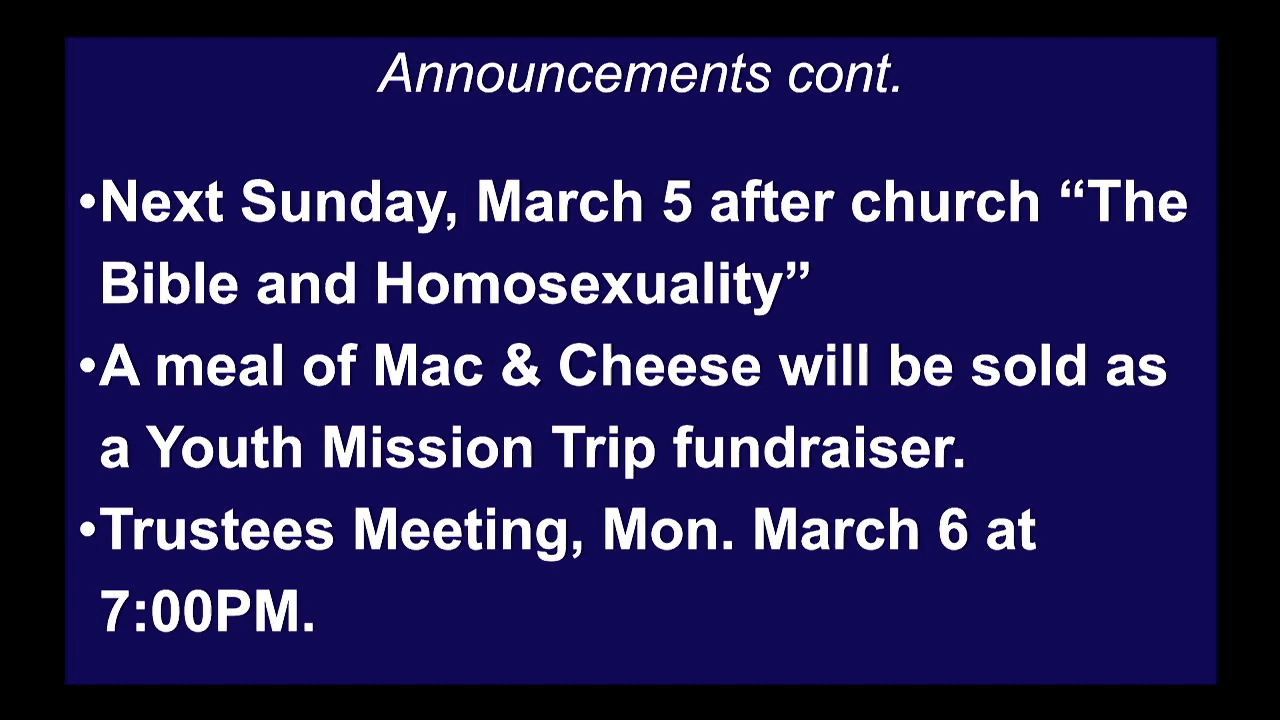 Announcements cont.
•Next Sunday, March 5 after church “The
Bible and Homosexuality”
•A meal of Mac & Cheese will be sold as
a Youth Mission Trip fundraiser.
•Trustees Meeting, Mon. March 6 at
7:00PM.